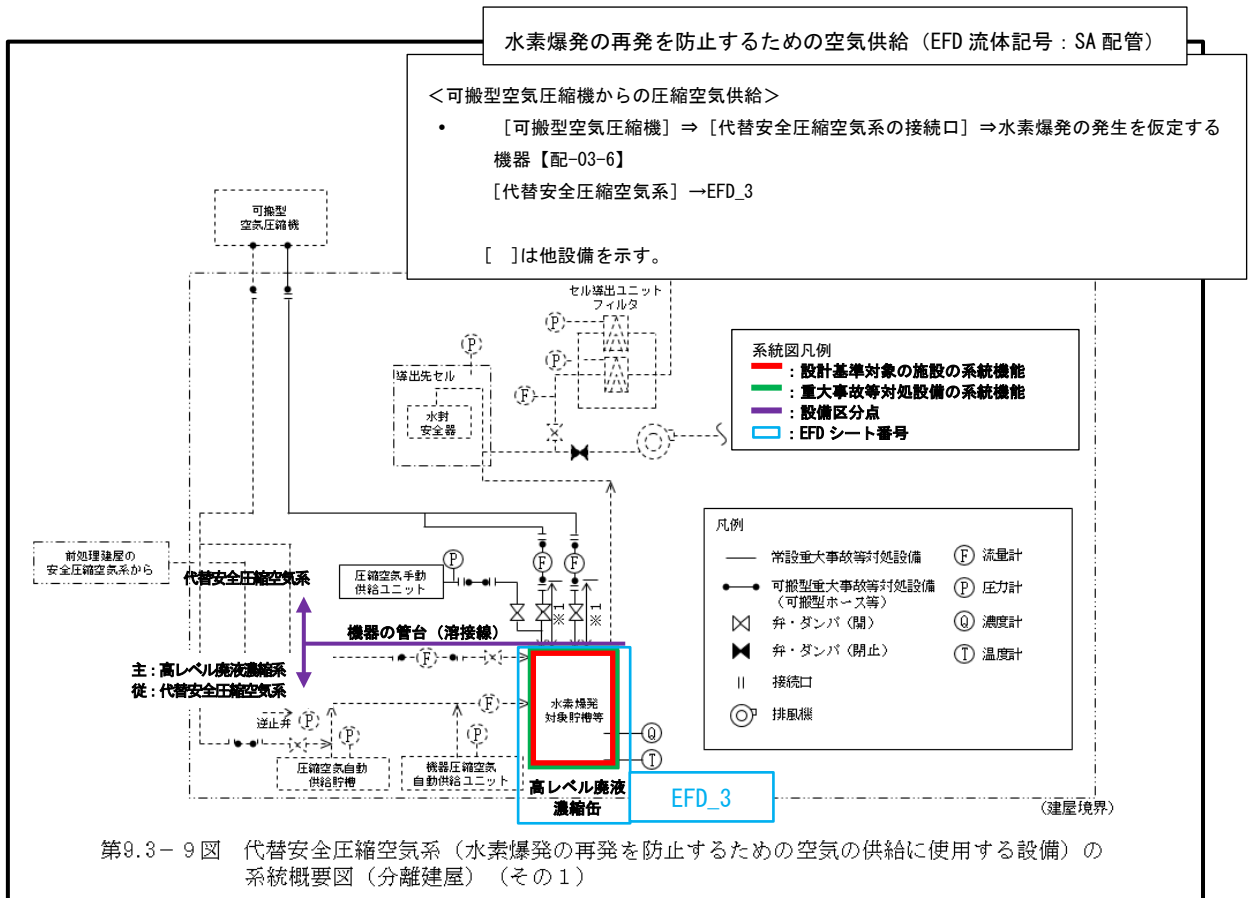 水素爆発の再発を防止するための空気供給（EFD 流体記号：SA 配管）
＜可搬型空気圧縮機からの圧縮空気供給＞
• ［可搬型空気圧縮機］⇒［代替安全圧縮空気系の接続口］⇒水素爆発の発生を仮定する
機器【配-03-6】
［代替安全圧縮空気系］→EFD_3
［　］は他設備を示す。
可搬型
空気圧縮機
セル導出ユニット
フィルタ
P
P
P
F
導出先セル
水封
安全器
系統図凡例
：設計基準対象の施設の系統機能
：重大事故等対処設備の系統機能
：設備区分点
：EFD シート番号
凡例
常設重大事故等対処設備
可搬型重大事故等対処設備
（可搬型ホース等）
弁・ダンパ（開）
弁・ダンパ（閉止）
接続口
排風機
F 流量計
P 圧力計
Q 濃度計
T 温度計
前処理建屋の
安全圧縮空気系から
代替安全圧縮空気系
圧縮空気手動
供給ユニット
P
F
F
※1
※1
機器の管台（溶接線）
主：高レベル廃液濃縮系
従：代替安全圧縮空気系
F
F
水素爆発
対象貯槽等
逆止弁
P
P
P
Q
T
圧縮空気自動
供給貯槽
機器圧縮空気
自動供給ユニット
高レベル廃液
濃縮缶
EFD_3
（建屋境界）
第9.3－9図　代替安全圧縮空気系（水素爆発の再発を防止するための空気の供給に使用する設備）の
系統概要図（分離建屋）（その1）